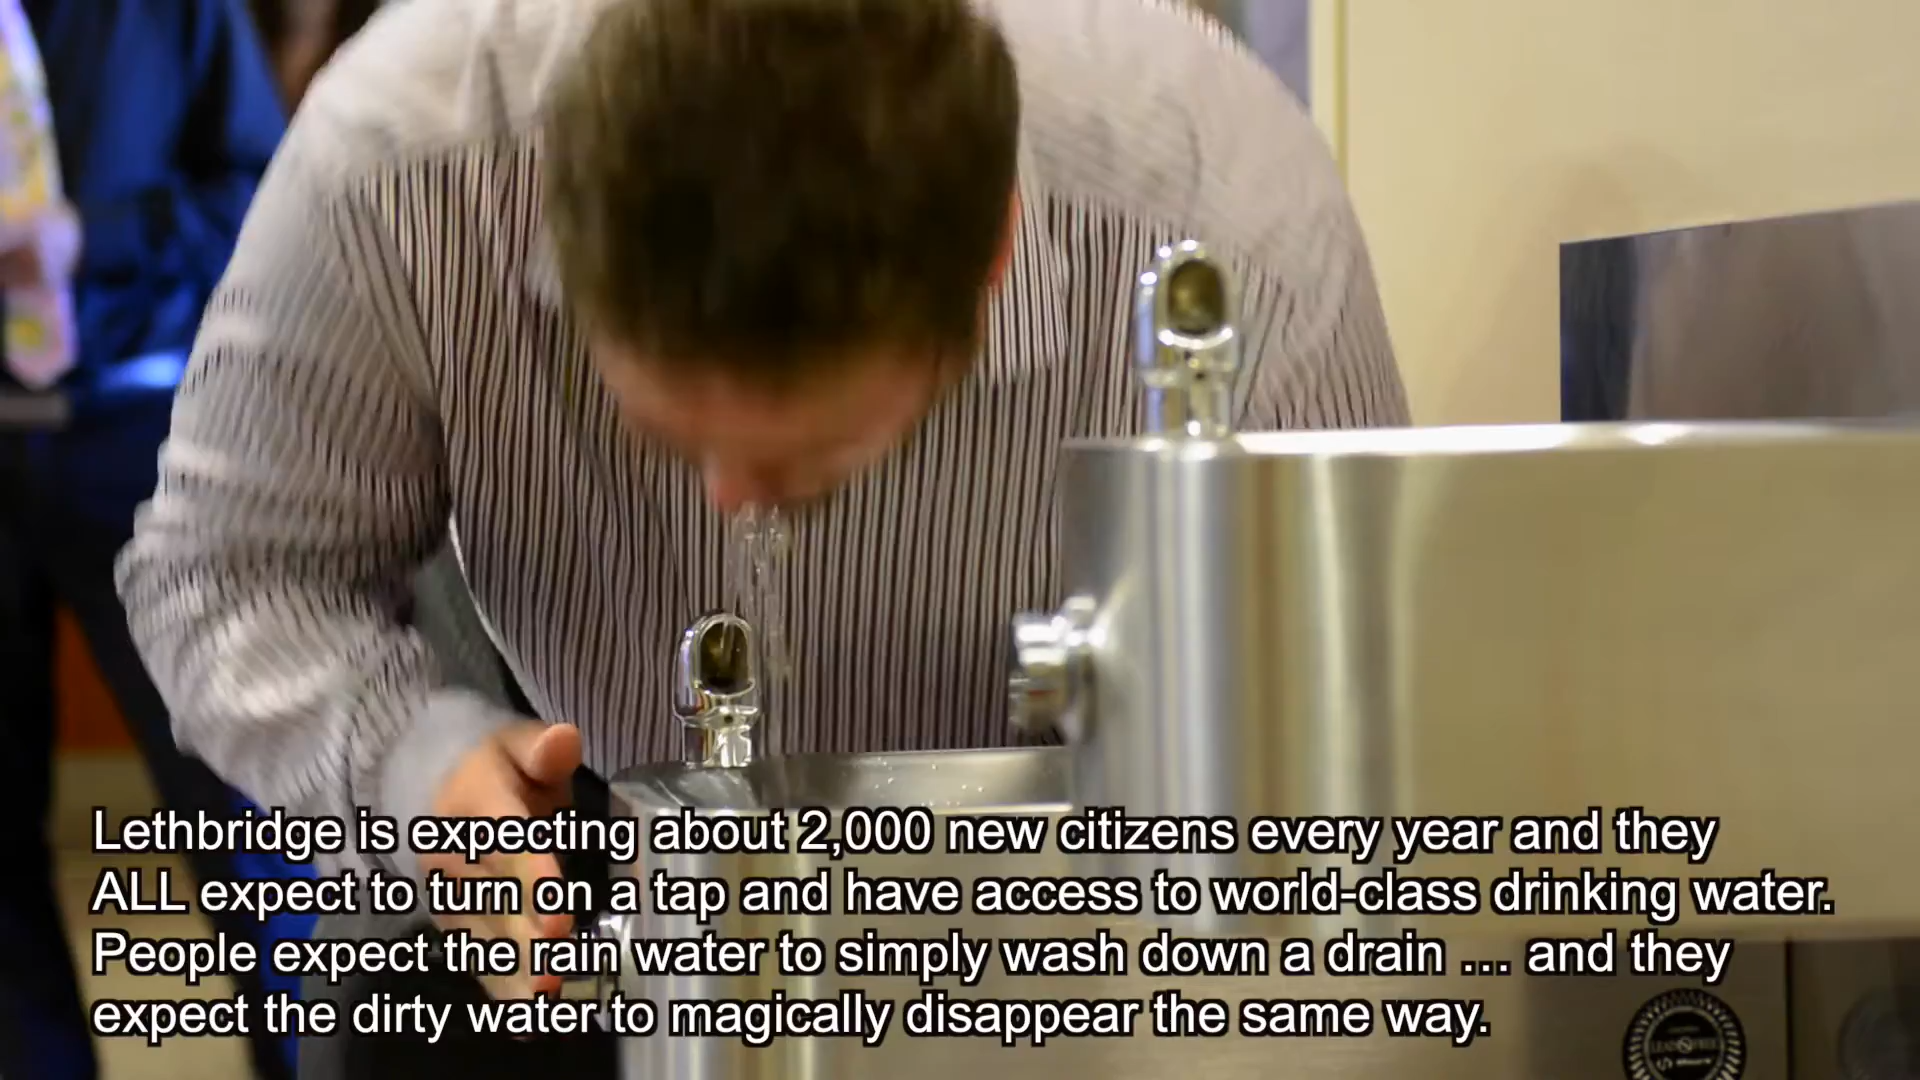 Lethbridge is expecting about 2,000 new citizens every year and they
ALL expect to turn on a tap and have access to world-class drinking water.
People expect the rain water to simply wash down a drain ... and they
expect the dirty water to magically disappear the same way.
LEAD FREE